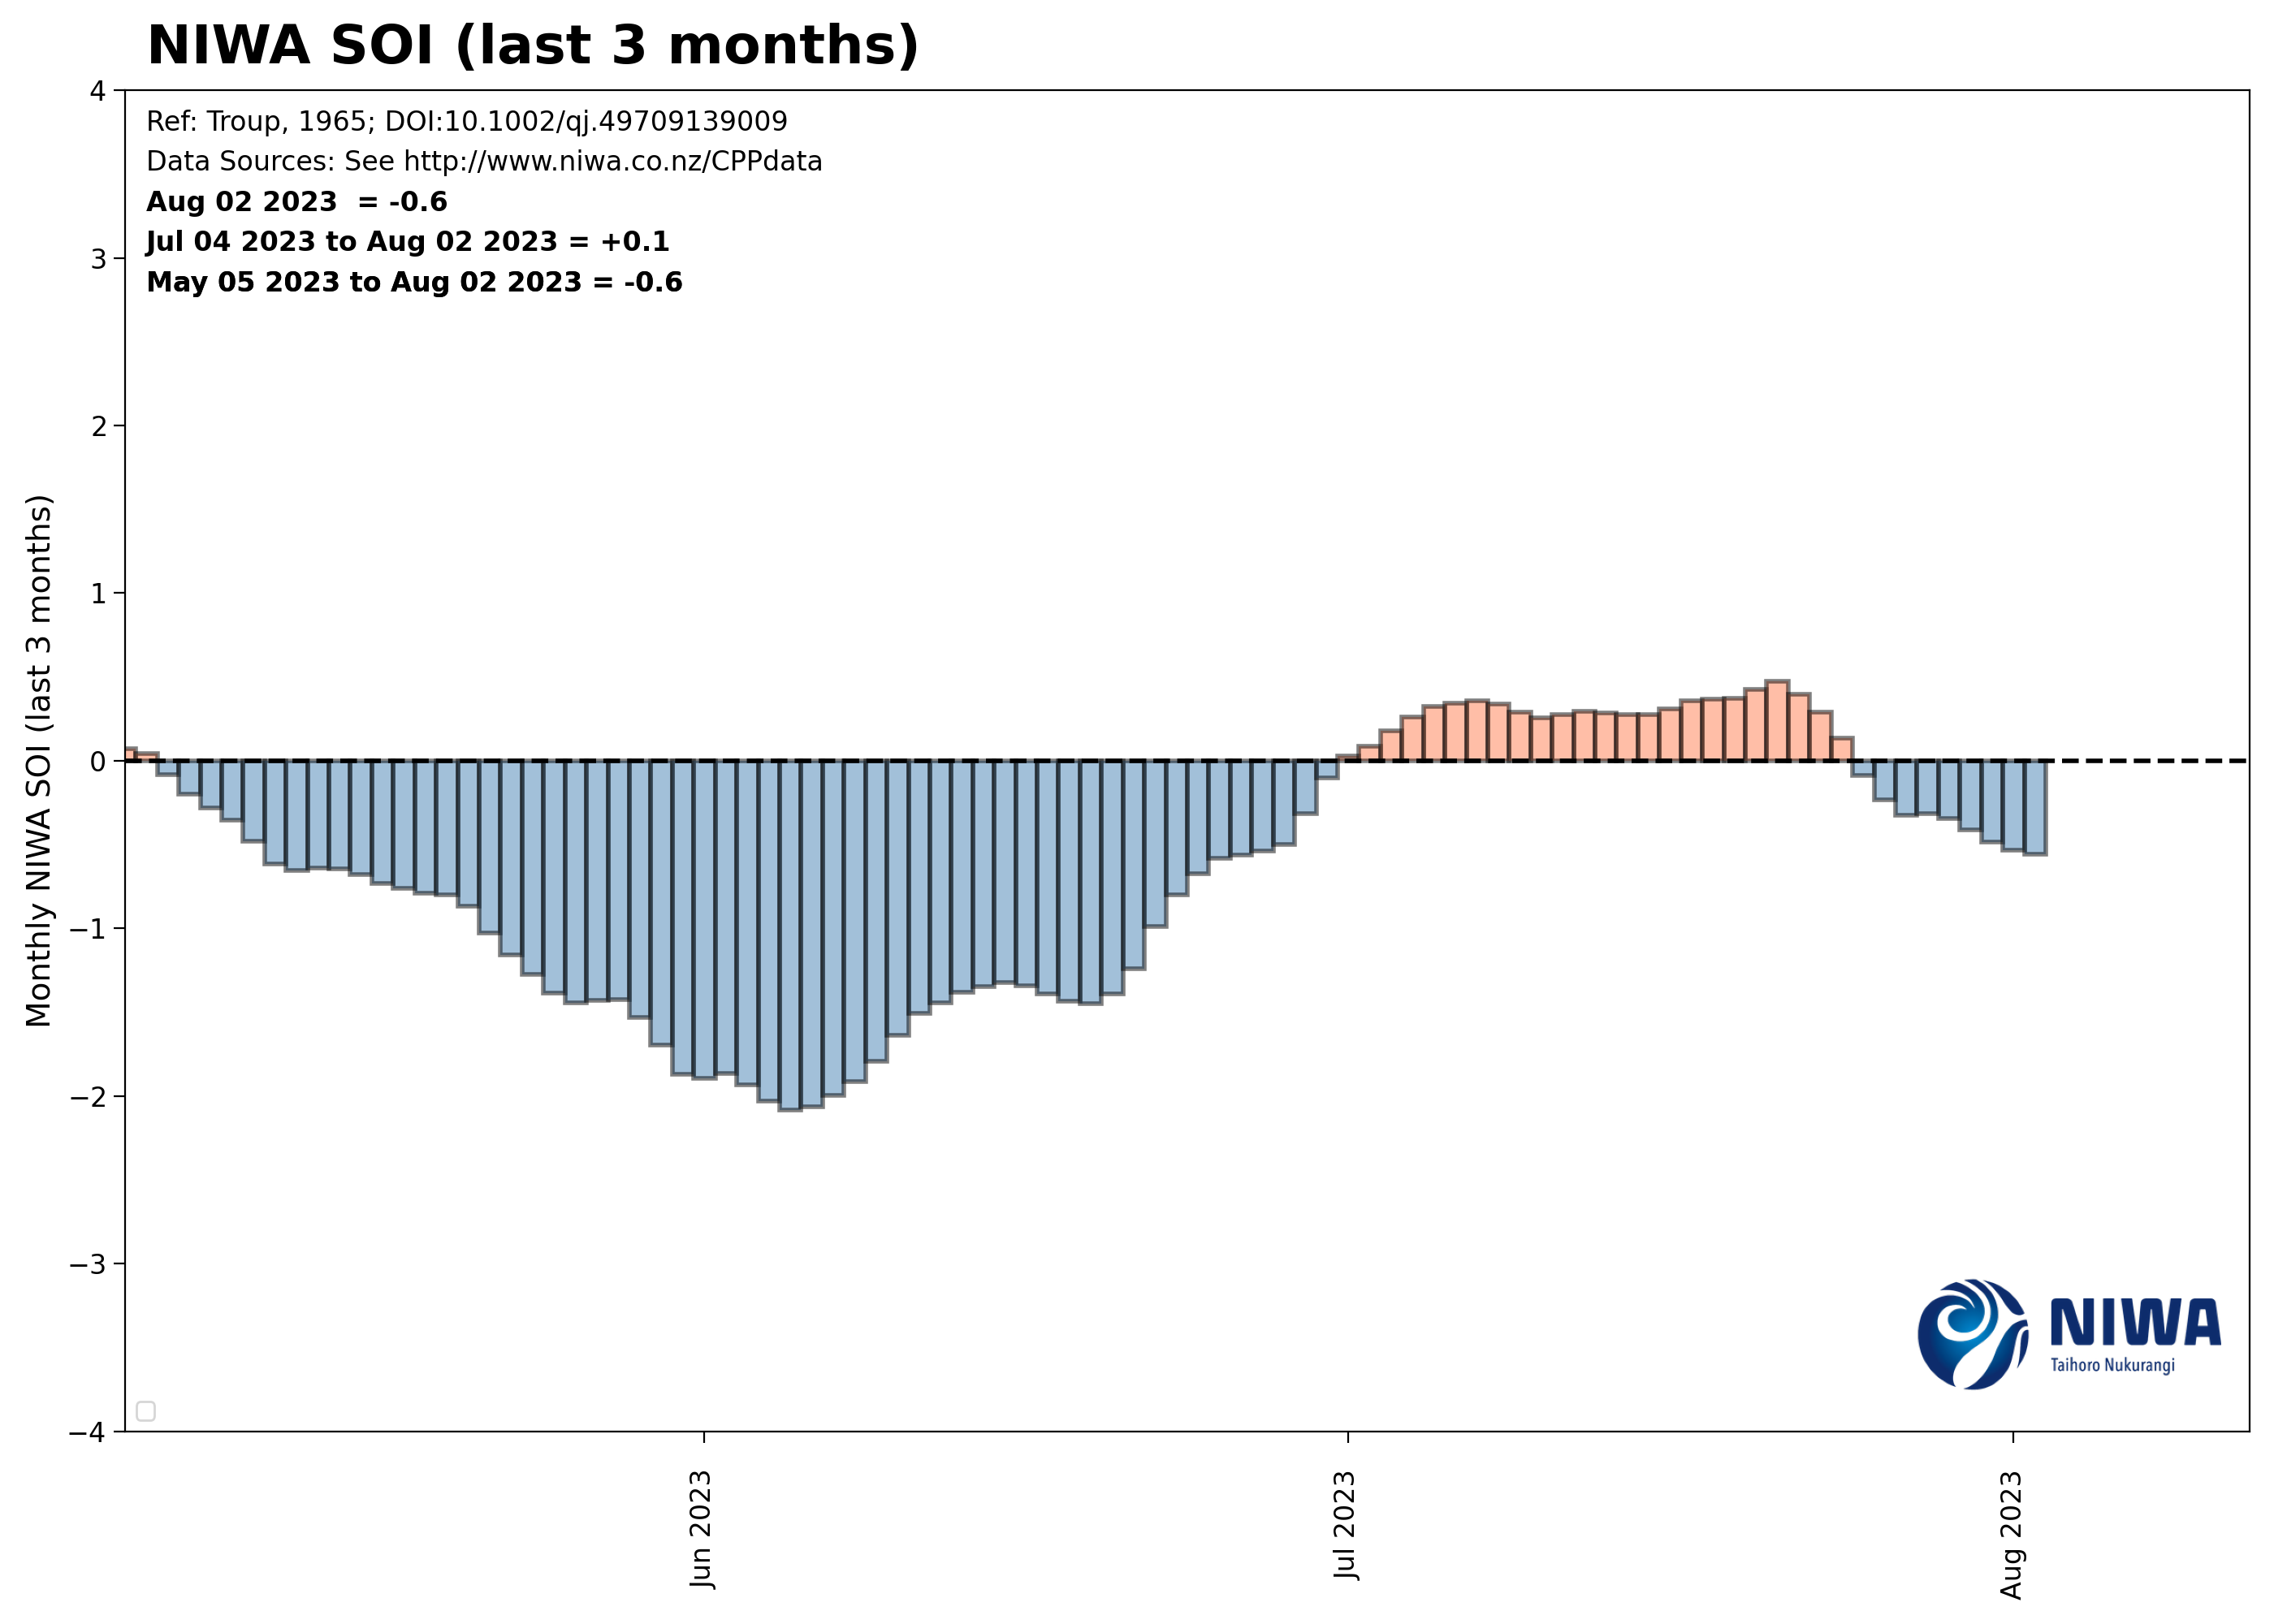 NIWA SOI (last 3 months)
Ref: Troup, 1965; DOI:10.1002/qj.49709139009
Data Sources: See http://www.niwa.co.nz/CPPdata
Aug 02 2023  = -0.6
Jul 04 2023 to Aug 02 2023 = +0.1
May 05 2023 to Aug 02 2023 = -0.6
Monthly NIWA SOI (last 3 months)
4
3
2
1
0
−1
−2
−3
−4
Jun 2023
Jul 2023
Aug 2023
NIWA
Taihoro Nukurangi